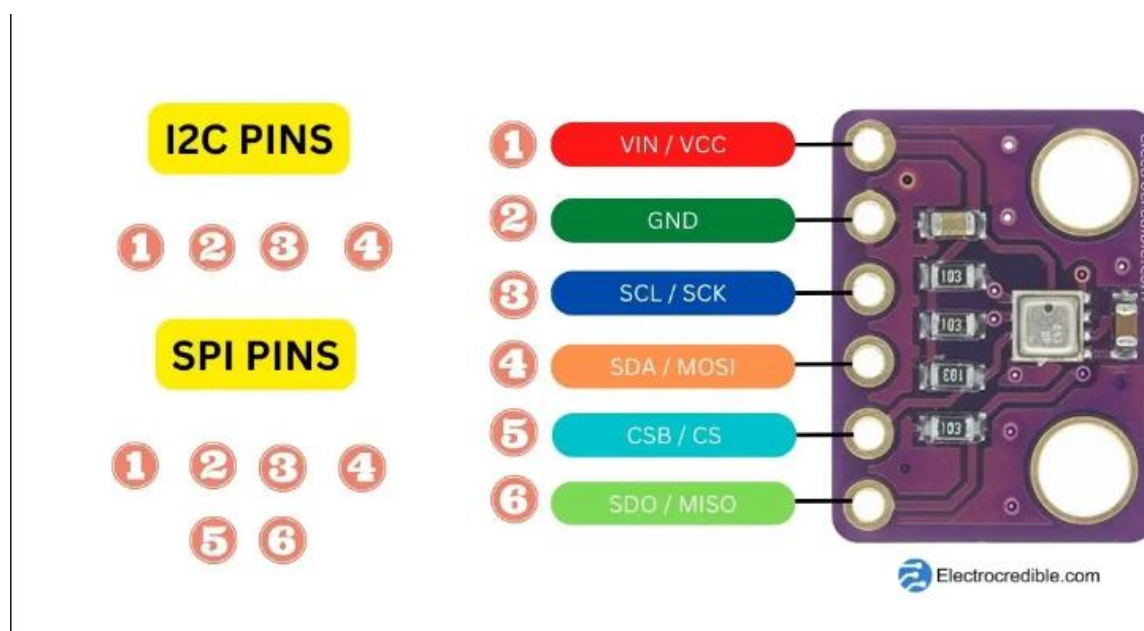 I2C PINS
1 2 3 4
SPI PINS
1 2 3 4
5 6
1 VIN / VCC
2 GND
3 SCL / SCK
4 SDA / MOSI
5 CSB / CS
6 SDO / MISO
103
103
103
103
Electrocredible.com